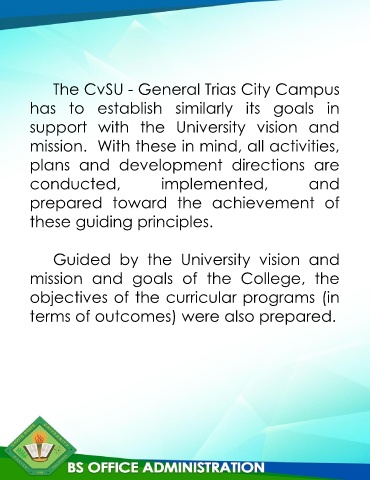 The CvSU - General Trias City Campus
has to establish similarly its goals in
support with the University vision and
mission. With these in mind, all activities,
plans and development directions are
conducted, implemented, and
prepared toward the achievement of
these guiding principles.
Guided by the University vision and
mission and goals of the College, the
objectives of the curricular programs (in
terms of outcomes) were also prepared.
BS OFFICE ADMINISTRATION